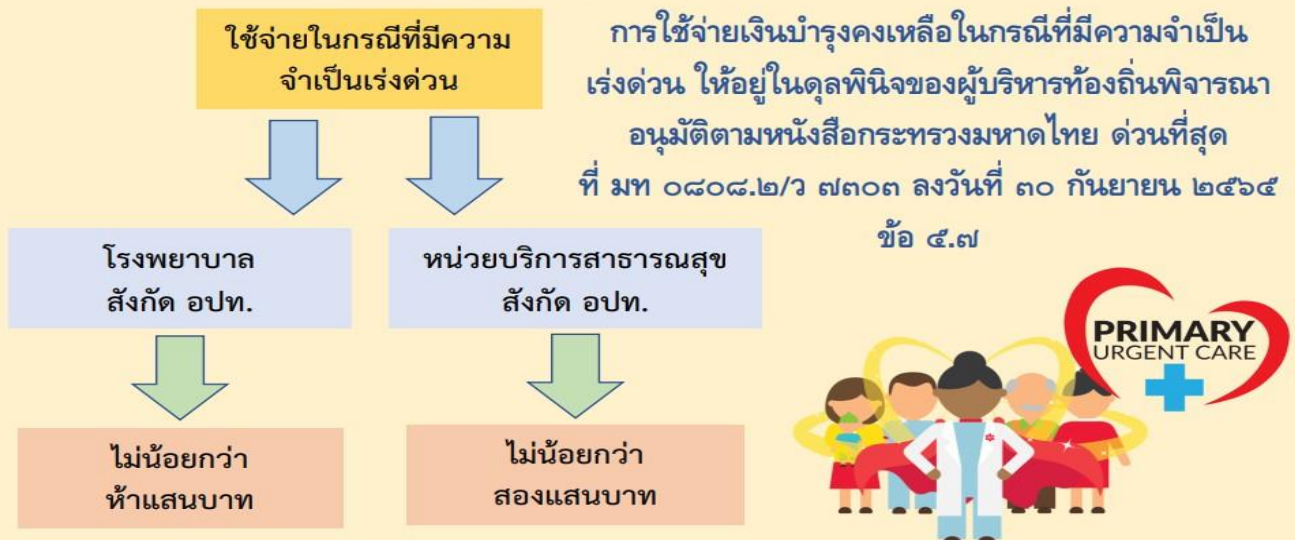 ใช้จ่ายในกรณีที่มีความ
จำเป็นเร่งด่วน
การใช้จ่ายเงินบำรุงคงเหลือในกรณีที่มีความจำเป็น
เร่งด่วน ให้อยู่ในดุลพินิจของผู้บริหารท้องถิ่นพิจารณา
อนุมัติตามหนังสือกระทรวงมหาดไทย ด่วนที่สุด
ที่ มท ๐๘๐๘.๒/ว ๗๓๐๓ ลงวันที่ ๓๐ กันยายน ๒๕๖๕
ข้อ ๕.๗
โรงพยาบาล
สังกัด อปท.
หน่วยบริการสาธารณสุข
สังกัด อปท.
ไม่น้อยกว่า
ห้าแสนบาท
ไม่น้อยกว่า
สองแสนบาท
PRIMARY
URGENT CARE